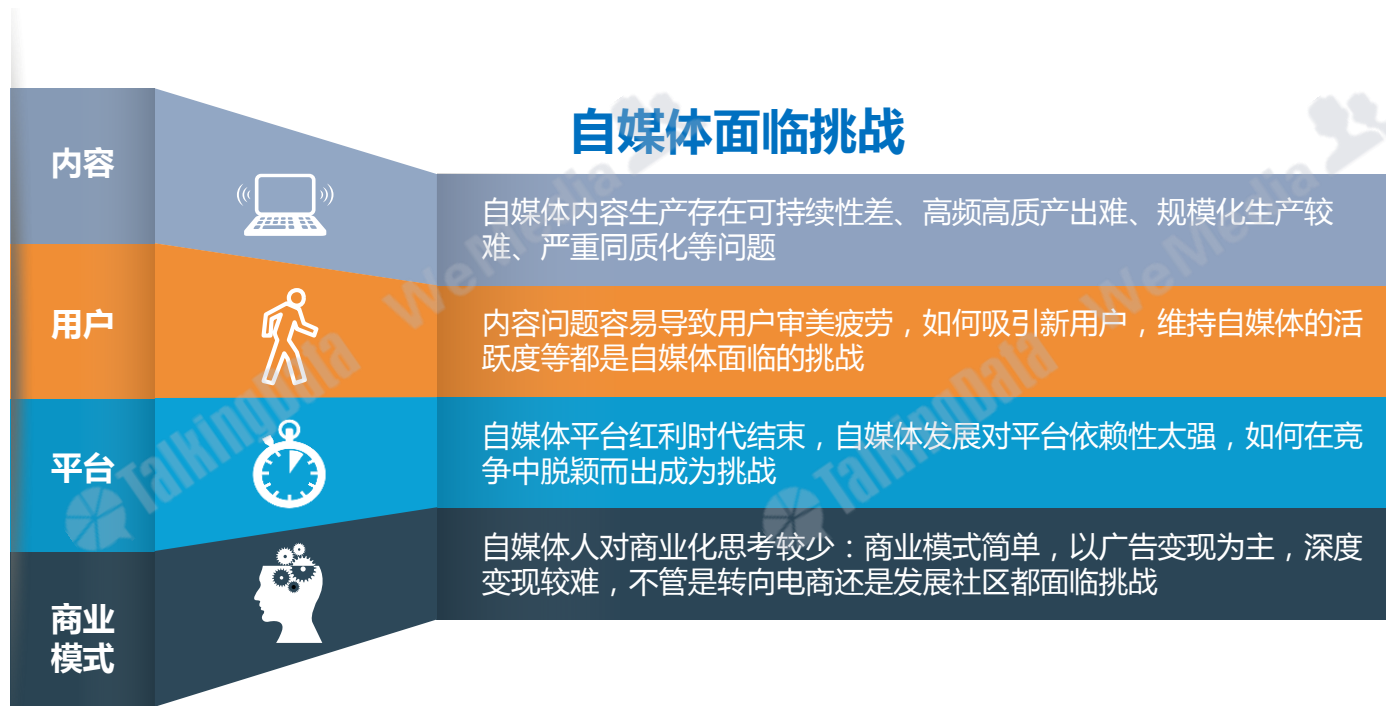 自媒体面临挑战
内容
自媒体内容生产存在可持续性差、高频高质产出难、规模化生产较
难、严重同质化等问题
用户
内容问题容易导致用户审美疲劳，如何吸引新用户，维持自媒体的活
跃度等都是自媒体面临的挑战
平台
自媒体平台红利时代结束，自媒体发展对平台依赖性太强，如何在竞
争中脱颖而出成为挑战
商业
模式
自媒体人对商业化思考较少：商业模式简单，以广告变现为主，深度
变现较难，不管是转向电商还是发展社区都面临挑战
TalkingData
WeMedia
TalkingData
WeMedia